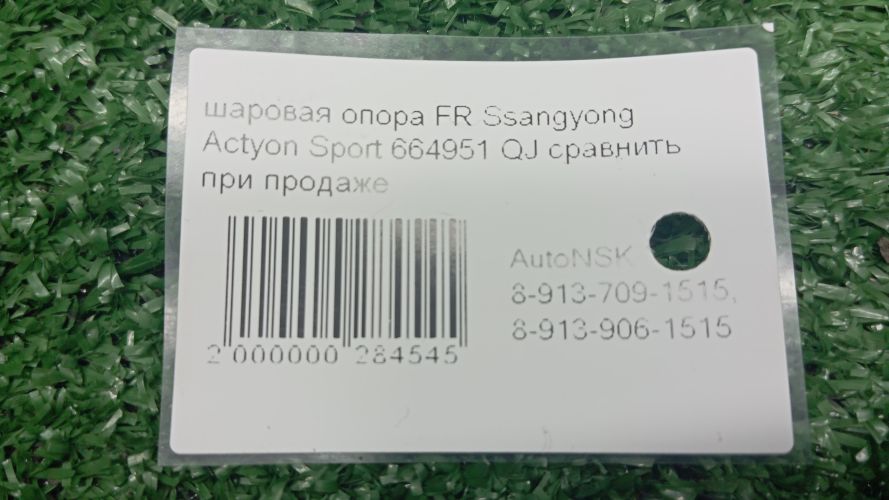 шаровая опора FR Ssangyong
Actyon Sport 664951 QJ сравнить
при продаже
2 000000 284545
AutoNSK
8-913-709-1515,
8-913-906-1515